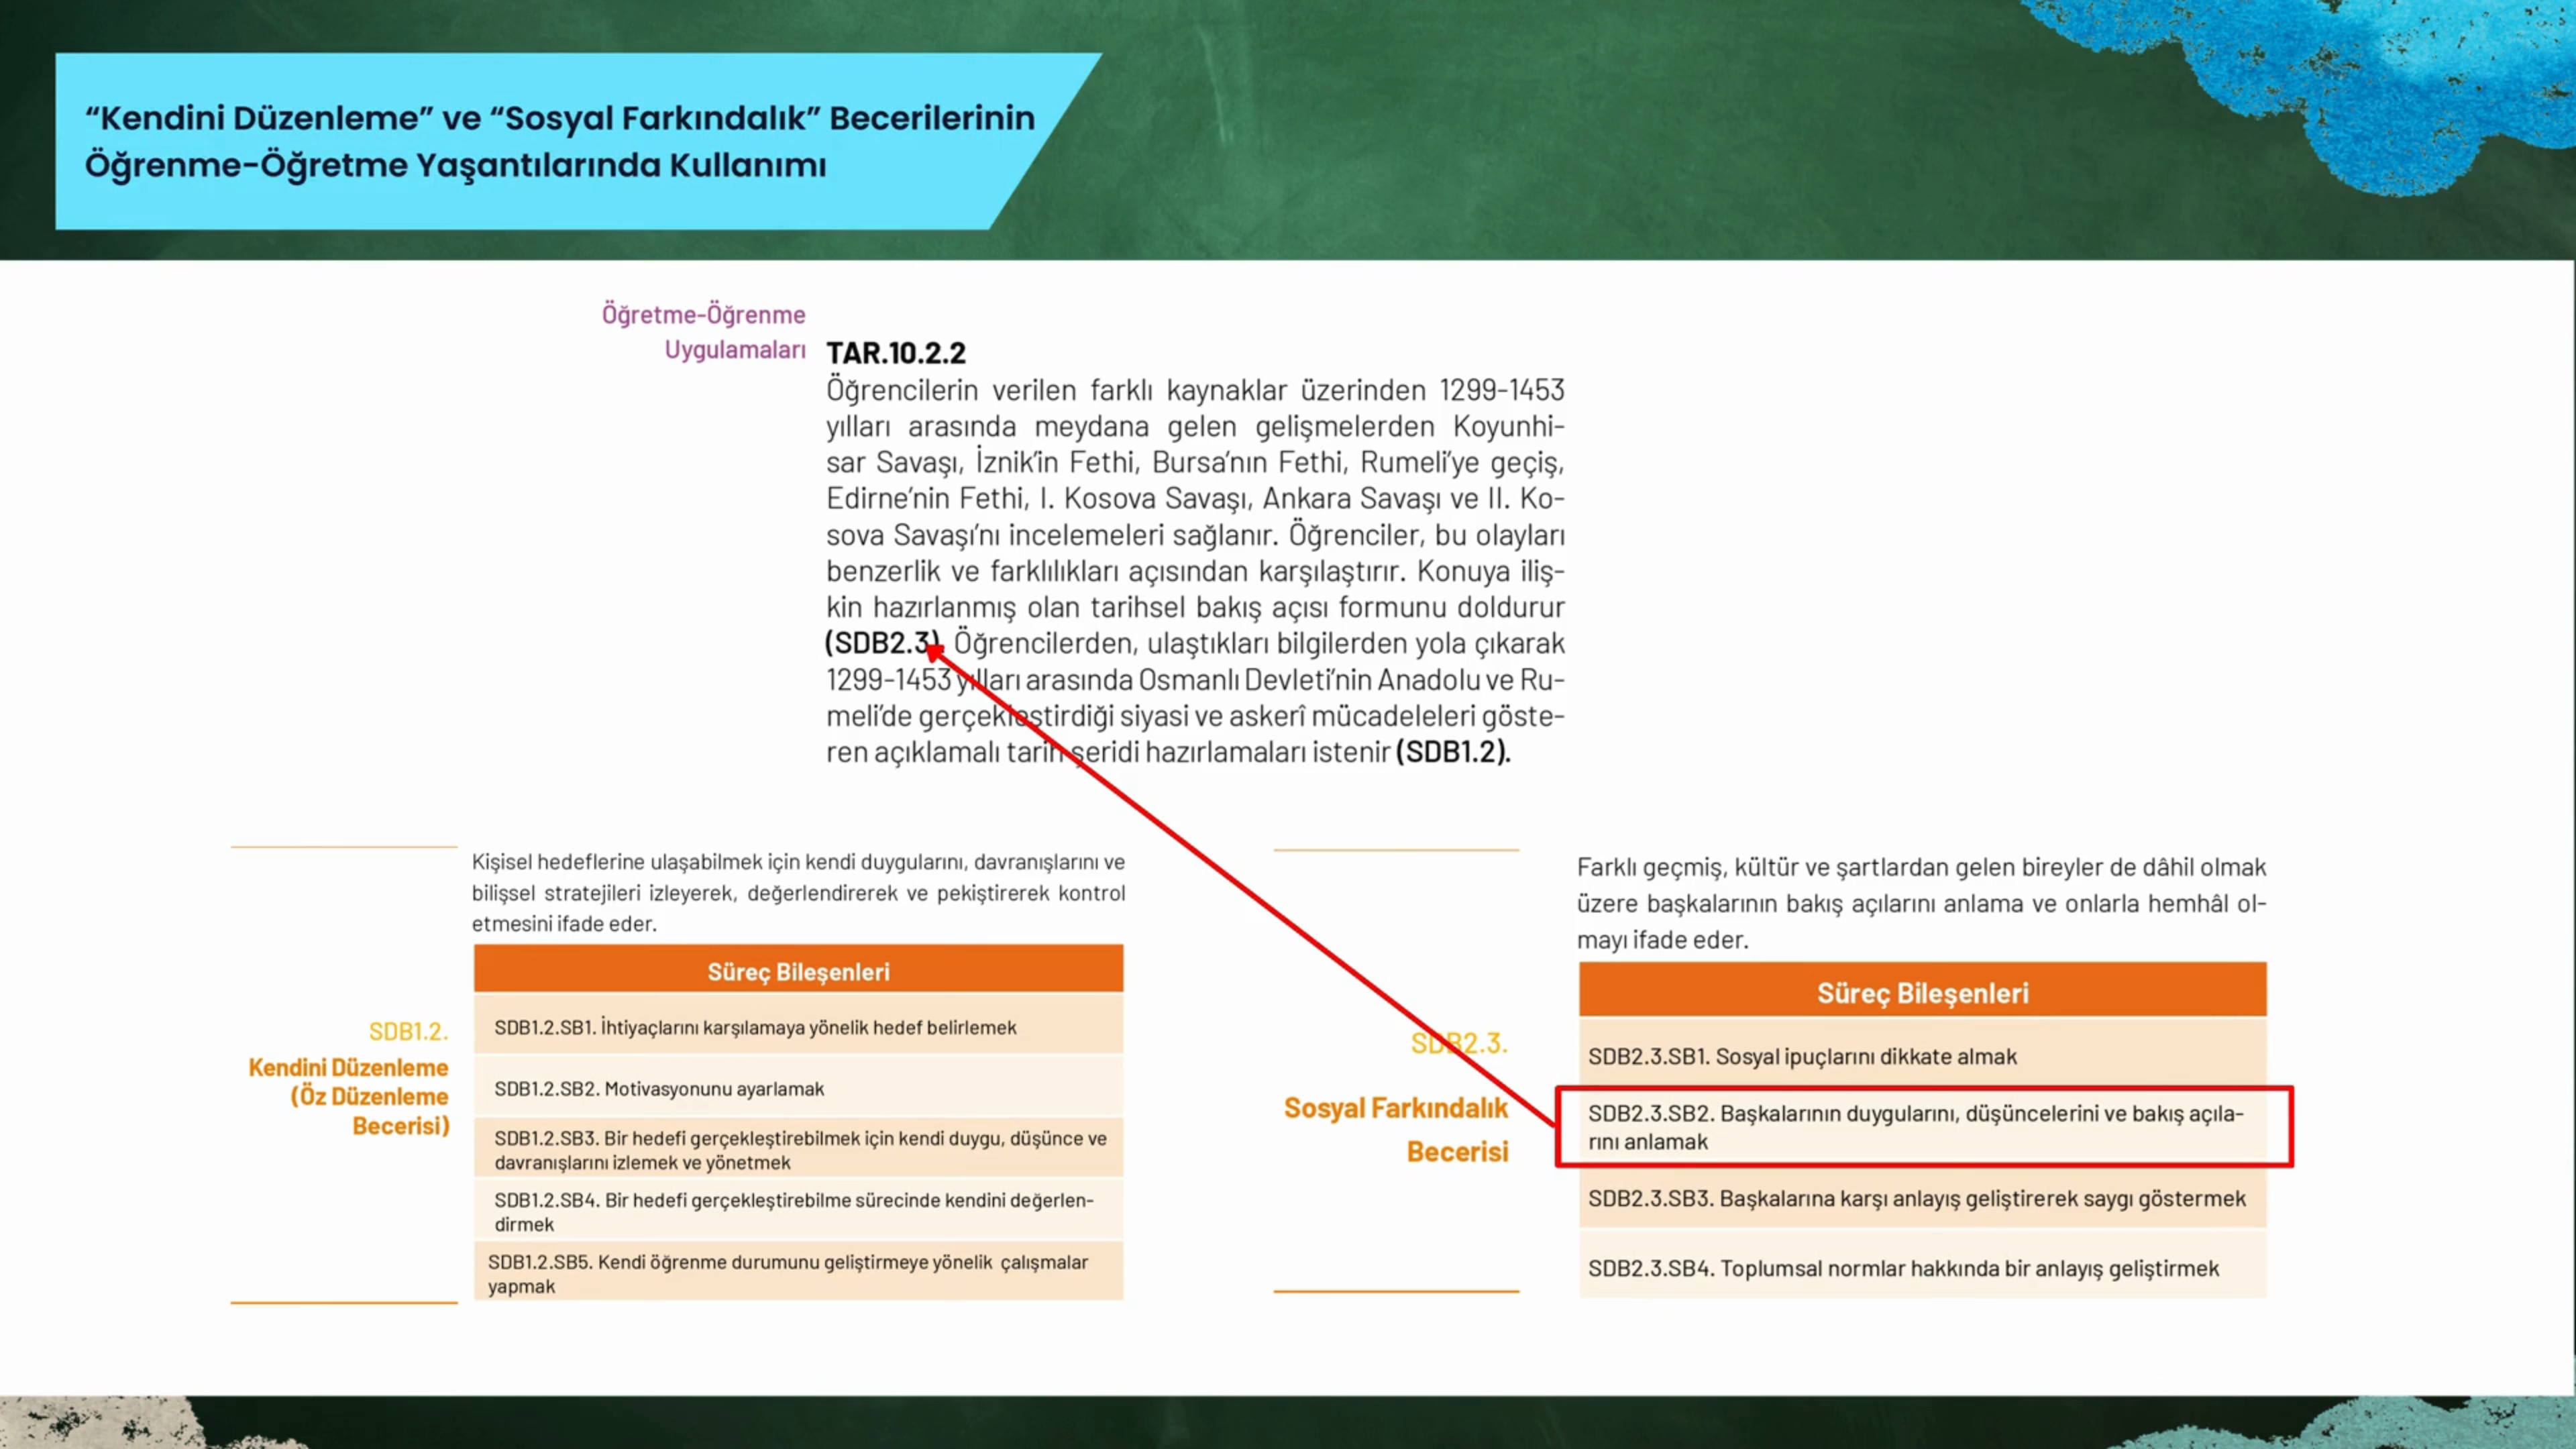 “Kendini Düzenleme” ve “Sosyal Farkındalık” Becerilerinin
Öğrenme-Öğretme Yaşantılarında Kullanımı
Öğretme-Öğrenme
Uygulamaları
TAR.10.2.2
Öğrencilerin verilen farklı kaynaklar üzerinden 1299-1453
yılları arasında meydana gelen gelişmelerden Koyunhi-
sar Savaşı, İznik’in Fethi, Bursa’nın Fethi, Rumeli’ye geçiş,
Edirne’nin Fethi, I. Kosova Savaşı, Ankara Savaşı ve II. Ko-
sova Savaşı’nı incelemeleri sağlanır. Öğrenciler, bu olayları
benzerlik ve farklılıkları açısından karşılaştırır. Konuya iliş-
kin hazırlanmış olan tarihsel bakış açısı formunu doldurur
(SDB2.3). Öğrencilerden, ulaştıkları bilgilerden yola çıkarak
1299-1453 yılları arasında Osmanlı Devleti’nin Anadolu ve Ru-
meli’de gerçekleştirdiği siyasi ve askerî mücadeleleri göste-
ren açıklamalı tarih şeridi hazırlamaları istenir (SDB1.2).
Kişisel hedeflerine ulaşabilmek için kendi duygularını, davranışlarını ve
bilişsel stratejileri izleyerek, değerlendirerek ve pekiştirerek kontrol
etmesini ifade eder.
SDB1.2.
Kendini Düzenleme
(Öz Düzenleme
Becerisi)
Süreç Bileşenleri
SDB1.2.SB1. İhtiyaçlarını karşılamaya yönelik hedef belirlemek
SDB1.2.SB2. Motivasyonunu ayarlamak
SDB1.2.SB3. Bir hedefi gerçekleştirebilmek için kendi duygu, düşünce ve
davranışlarını izlemek ve yönetmek
SDB1.2.SB4. Bir hedefi gerçekleştirebilme sürecinde kendini değerlen-
dirmek
SDB1.2.SB5. Kendi öğrenme durumunu geliştirmeye yönelik çalışmalar
yapmak
Farklı geçmiş, kültür ve şartlardan gelen bireyler de dâhil olmak
üzere başkalarının bakış açılarını anlama ve onlarla hemhâl ol-
mayı ifade eder.
SDB2.3.
Sosyal Farkındalık
Becerisi
Süreç Bileşenleri
SDB2.3.SB1. Sosyal ipuçlarını dikkate almak
SDB2.3.SB2. Başkalarının duygularını, düşüncelerini ve bakış açıla-
rını anlamak
SDB2.3.SB3. Başkalarına karşı anlayış geliştirerek saygı göstermek
SDB2.3.SB4. Toplumsal normlar hakkında bir anlayış geliştirmek